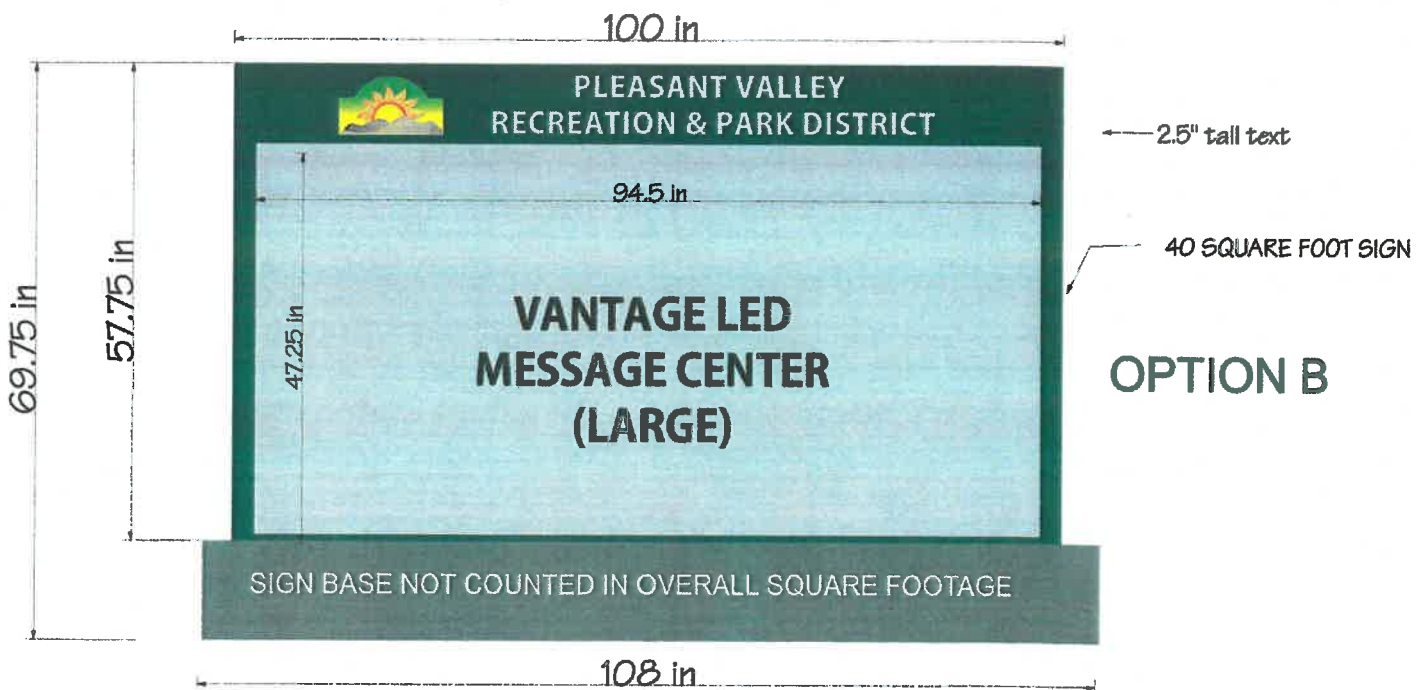 100 in
PLEASANT VALLEY
RECREATION & PARK DISTRICT
2.5" tall text
94.5 in
40 SQUARE FOOT SIGN
69.75 in
57.75 in
47.25 in
VANTAGE LED
MESSAGE CENTER
(LARGE)
OPTION B
SIGN BASE NOT COUNTED IN OVERALL SQUARE FOOTAGE
108 in